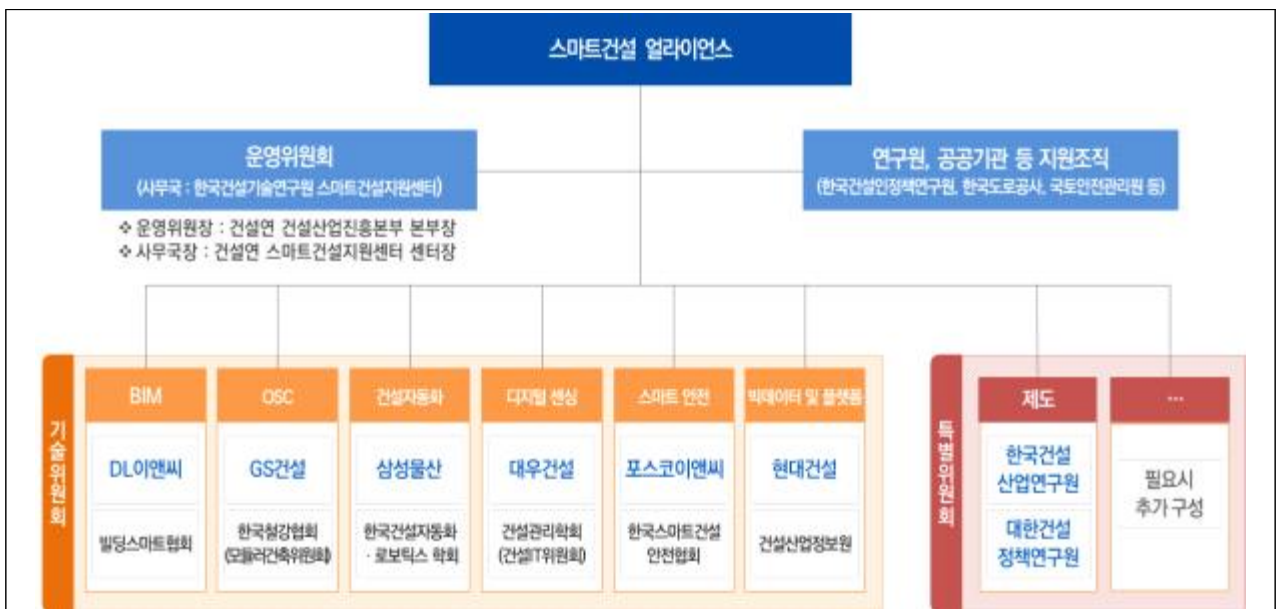 스마트건설 얼라이언스
운영위원회
(사무국 : 한국건설기술연구원 스마트건설지원센터)
❖ 운영위원장 : 건설연 건설산업진흥본부 본부장
❖ 사무국장 : 건설연 스마트건설지원센터 센터장
연구원, 공공기관 등 지원조직
(한국건설인정책연구원, 한국도로공사, 국토안전관리원 등)
기술위원회
BIM
DL이앤씨
빌딩스마트협회
OSC
GS건설
한국철강협회
(모듈러건축위원회)
건설자동화
삼성물산
한국건설자동화
· 로보틱스 학회
디지털 센싱
대우건설
건설관리학회
(건설IT위원회)
스마트 안전
포스코이앤씨
한국스마트건설
안전협회
빅데이터 및 플랫폼
현대건설
건설산업정보원
특별위원회
제도
한국건설
산업연구원
대한건설
정책연구원
...
필요시
추가 구성